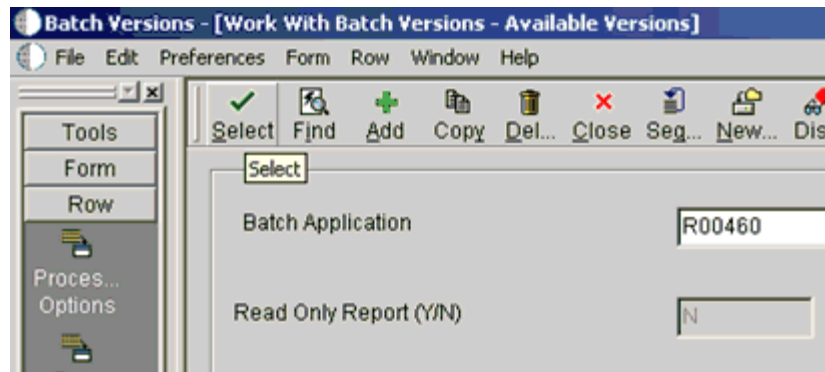 Batch Versions - [Work With Batch Versions - Available Versions]
File Edit Preferences Form Row Window Help
Tools
Form
Row
Proces...
Options
Select Find Add Copy Del... Close Seg... New... Dis
Select
Batch Application R00460
Read Only Report (Y/N) N